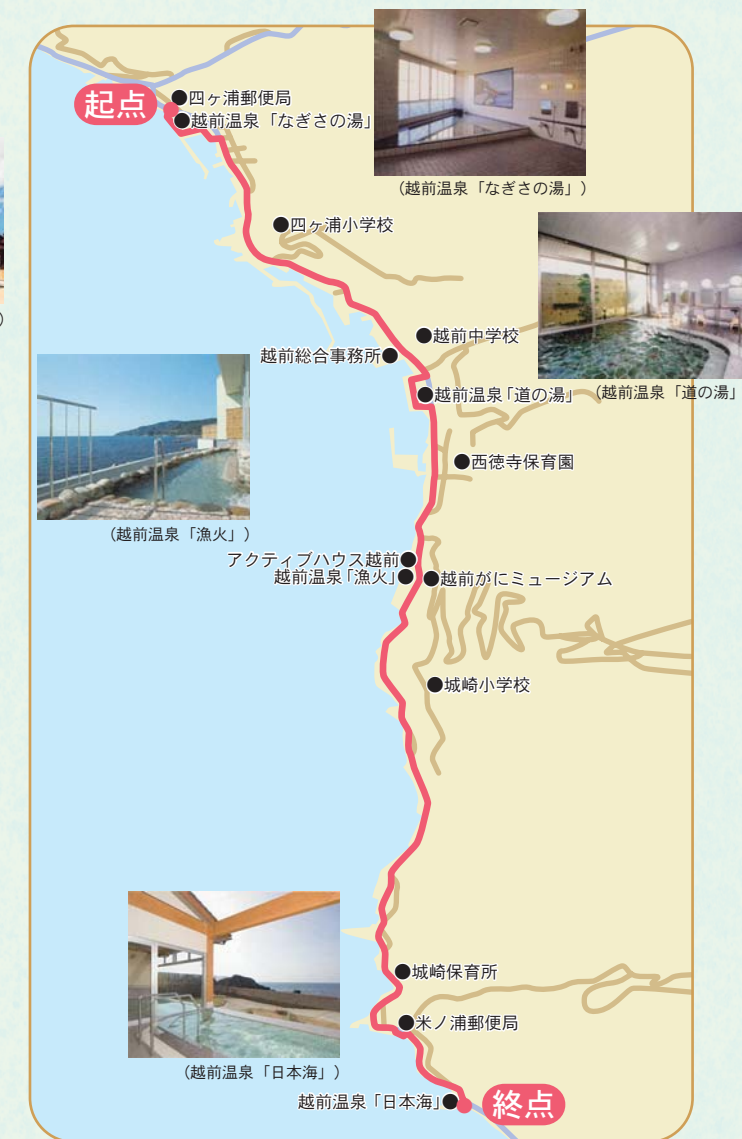 起点
●四ヶ浦郵便局
●越前温泉「なぎさの湯」
(越前温泉「なぎさの湯」)
●四ヶ浦小学校
●越前中学校
越前総合事務所●
●越前温泉「道の湯」
(越前温泉「道の湯」
●西徳寺保育園
(越前温泉「漁火」)
アクティブハウス越前●
越前温泉「漁火」●
●越前がにミュージアム
●城崎小学校
●城崎保育所
●米ノ浦郵便局
(越前温泉「日本海」)
越前温泉「日本海」●
終点
)